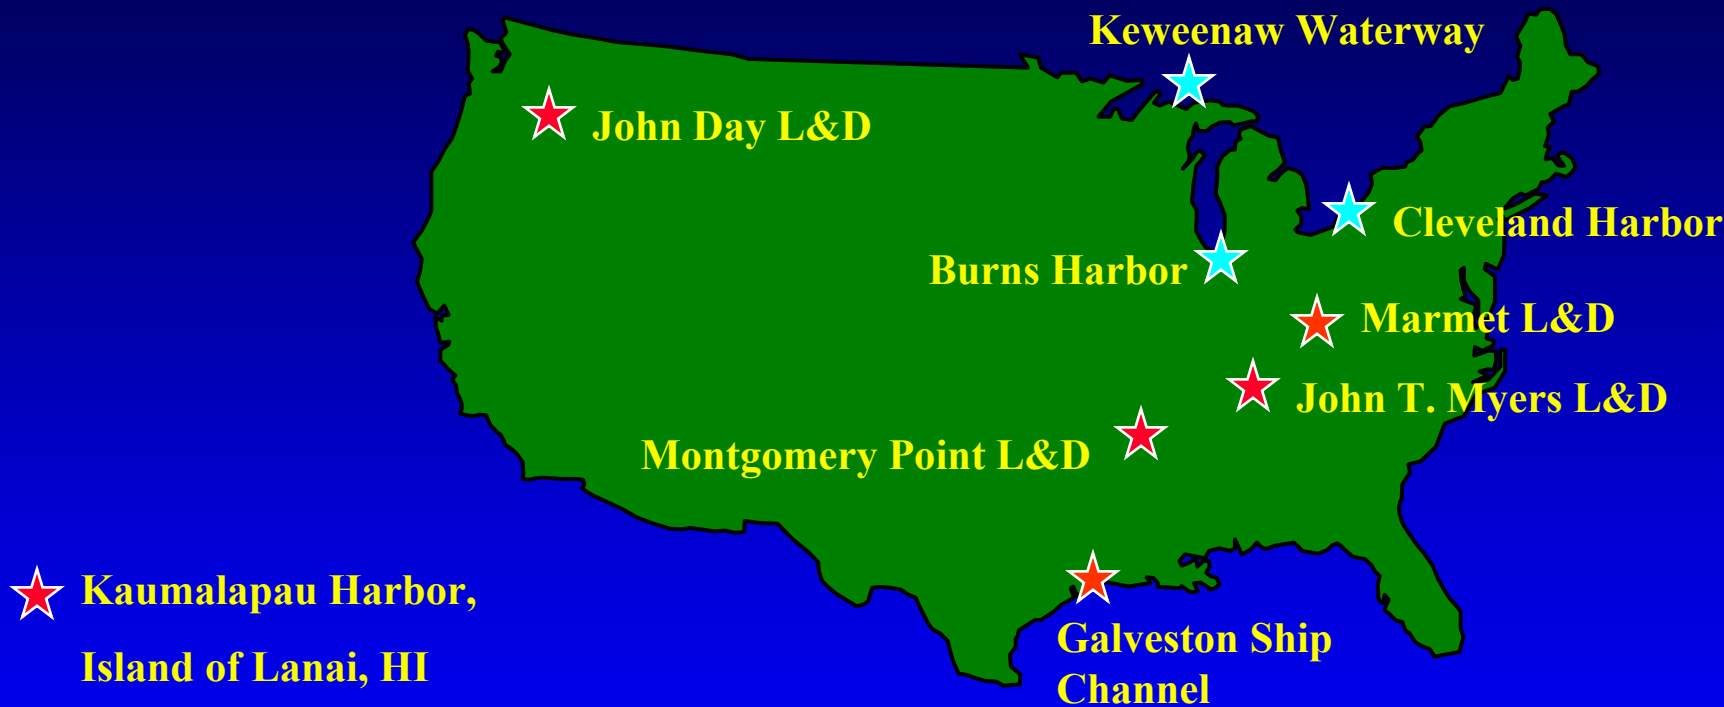 Keweenaw Waterway
John Day L&D
Cleveland Harbor
Burns Harbor
Marmet L&D
John T. Myers L&D
Montgomery Point L&D
Kaumalapau Harbor,
Island of Lanai, HI
Galveston Ship
Channel